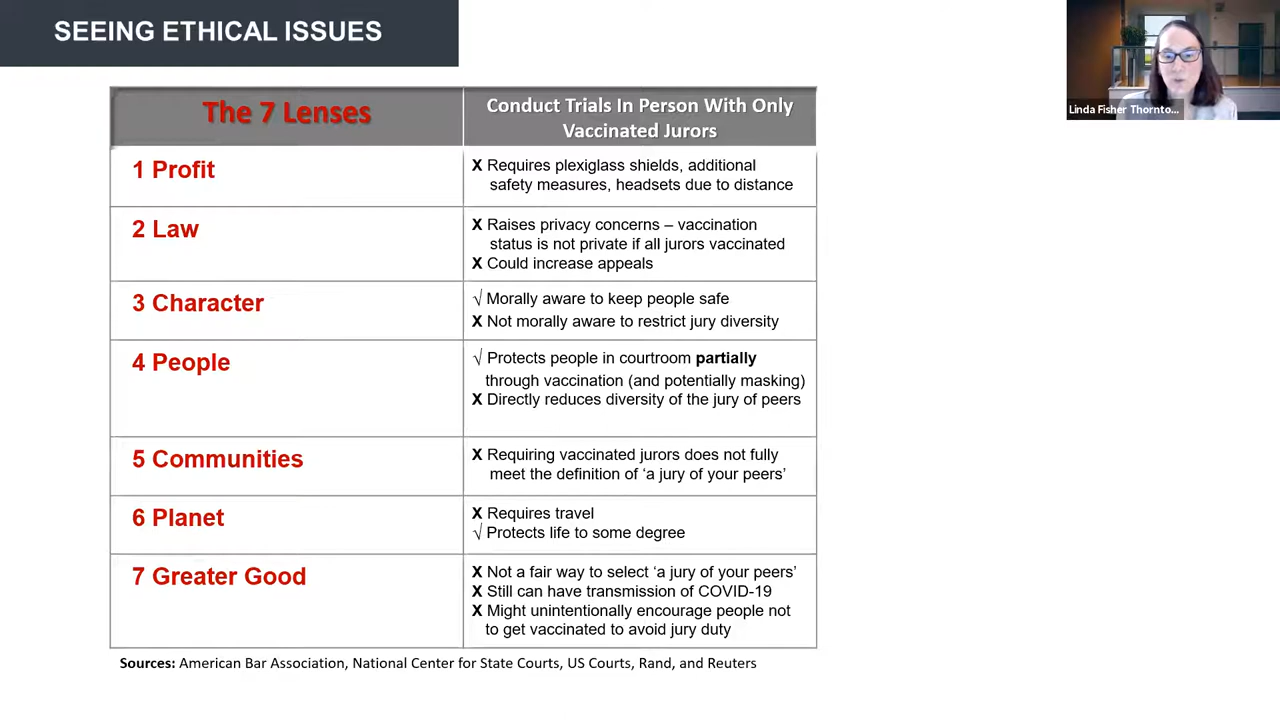 SEEING ETHICAL ISSUES
Linda Fisher Thornto...
The 7 Lenses
Conduct Trials In Person With Only
Vaccinated Jurors
1 Profit
X Requires plexiglass shields, additional
safety measures, headsets due to distance
2 Law
X Raises privacy concerns – vaccination
status is not private if all jurors vaccinated
X Could increase appeals
3 Character
√ Morally aware to keep people safe
X Not morally aware to restrict jury diversity
4 People
√ Protects people in courtroom partially
through vaccination (and potentially masking)
X Directly reduces diversity of the jury of peers
5 Communities
X Requiring vaccinated jurors does not fully
meet the definition of ‘a jury of your peers’
6 Planet
X Requires travel
√ Protects life to some degree
7 Greater Good
X Not a fair way to select ‘a jury of your peers’
X Still can have transmission of COVID-19
X Might unintentionally encourage people not
to get vaccinated to avoid jury duty
Sources: American Bar Association, National Center for State Courts, US Courts, Rand, and Reuters